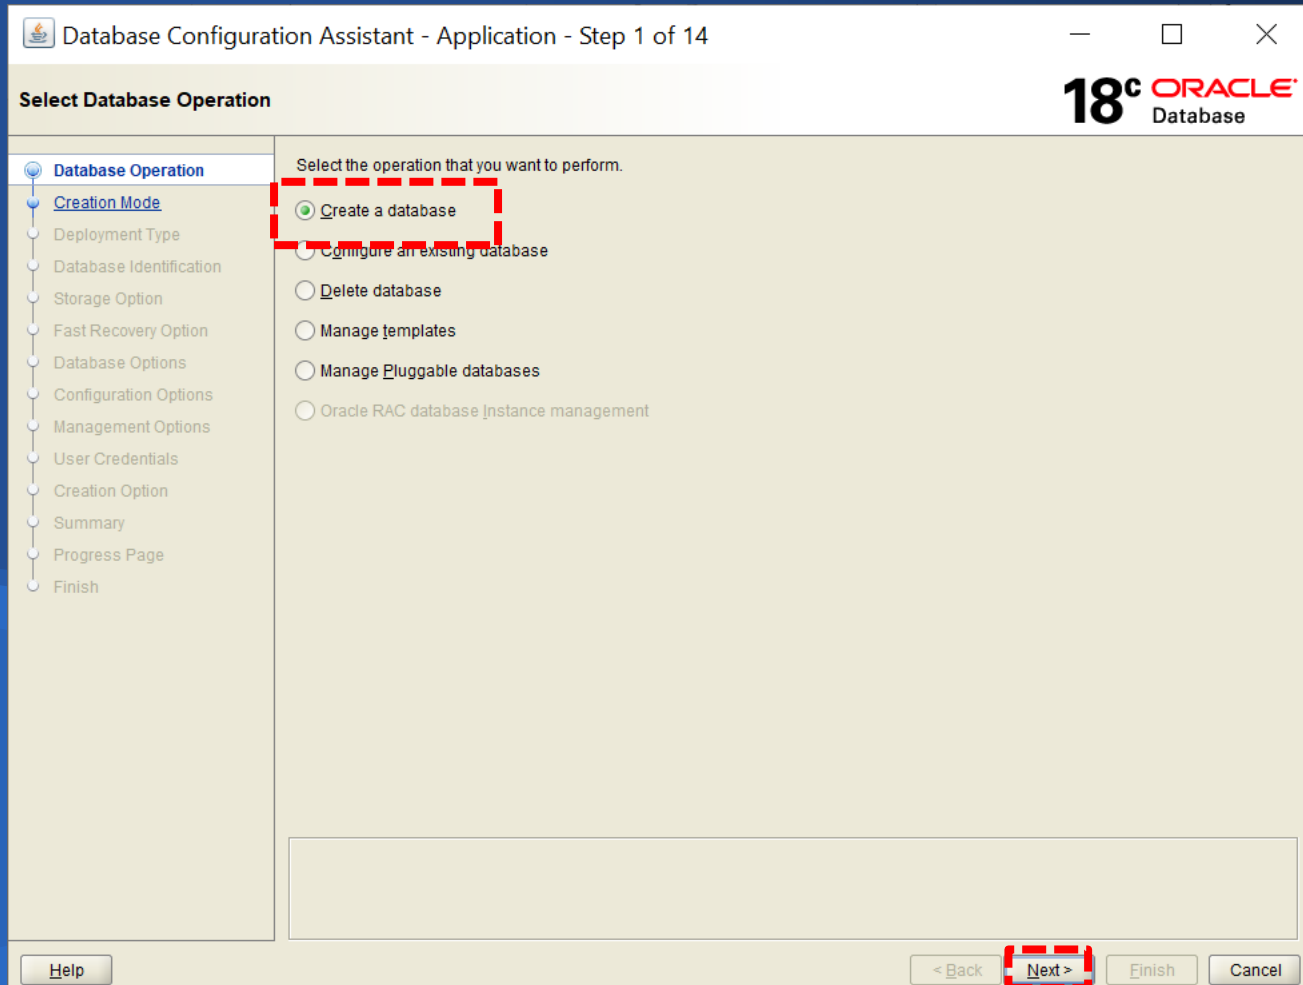 Database Configuration Assistant - Application - Step 1 of 14
Select Database Operation
18c ORACLE
Database
Database Operation
Creation Mode
Deployment Type
Database Identification
Storage Option
Fast Recovery Option
Database Options
Configuration Options
Management Options
User Credentials
Creation Option
Summary
Progress Page
Finish
Select the operation that you want to perform.
Create a database
Configure an existing database
Delete database
Manage templates
Manage Pluggable databases
Oracle RAC database Instance management
Help
< Back
Next >
Finish
Cancel